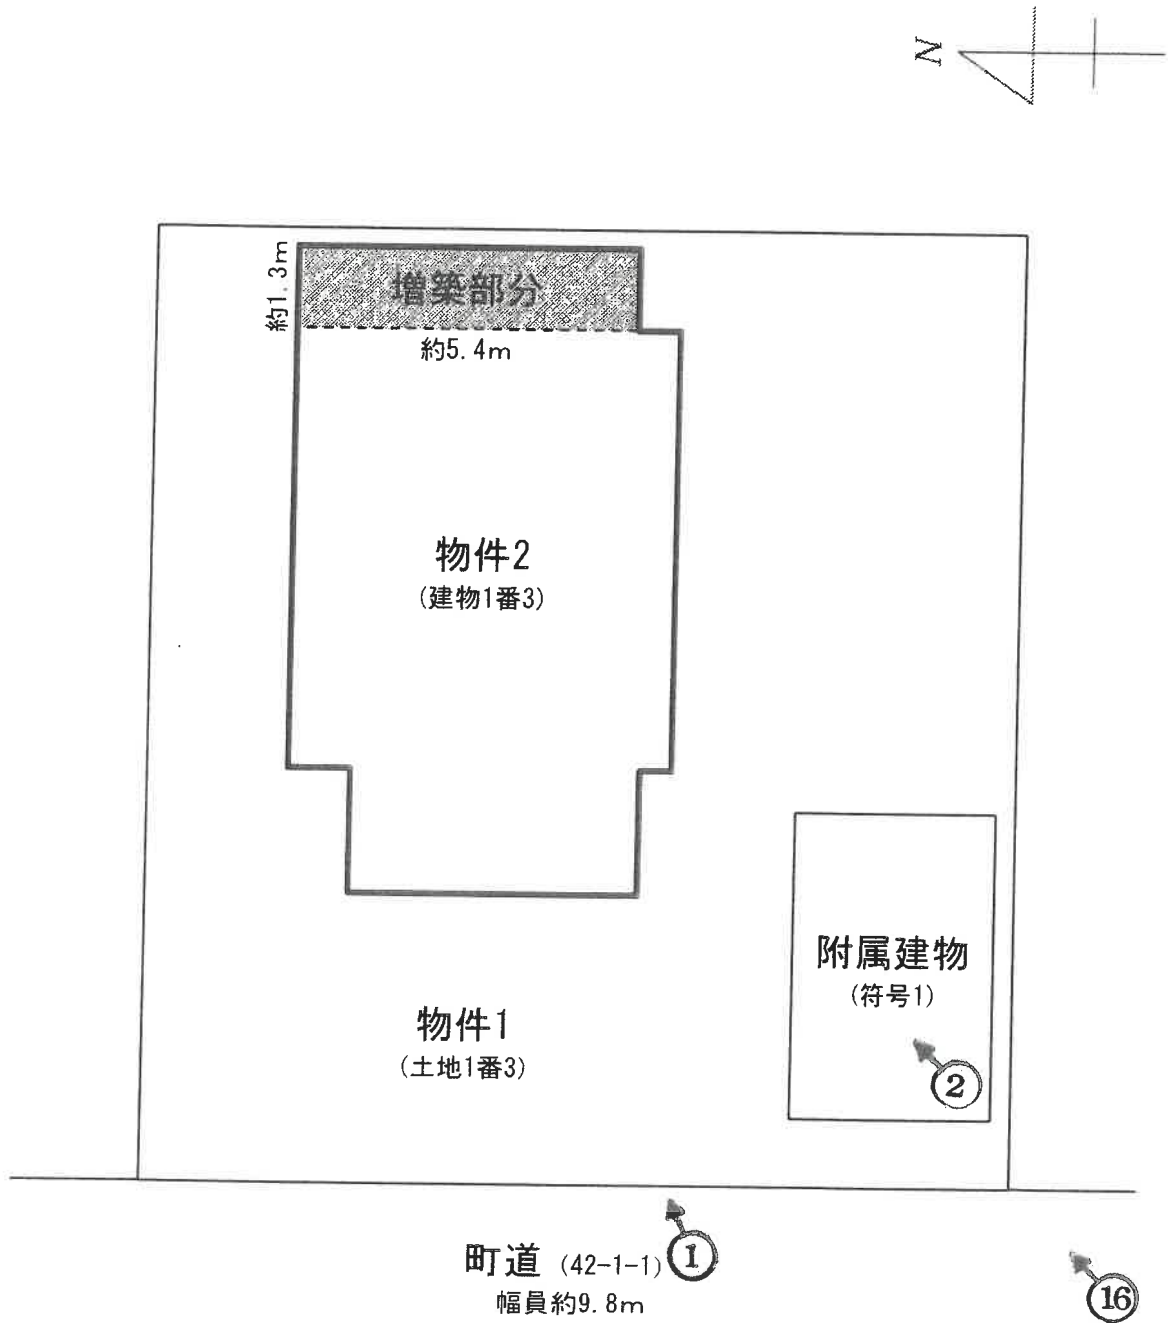 N
約1.3m
増築部分
約5.4m
物件2
(建物1番3)
附属建物
(符号1)
物件1
(土地1番3)
2
町道 (42-1-1)
1
幅員約9.8m
16